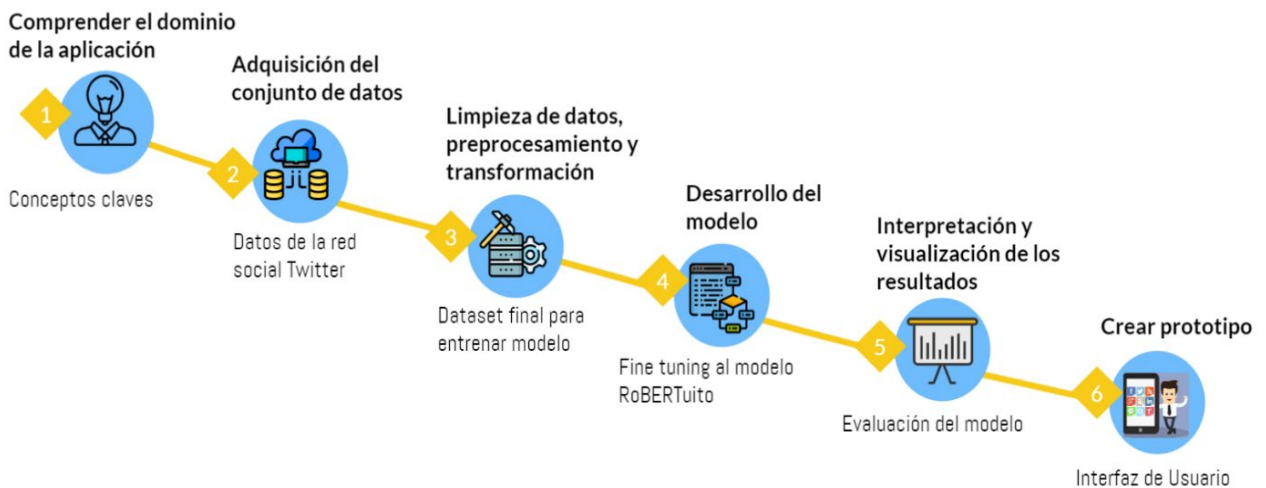 Comprender el dominio
de la aplicación
1
Conceptos claves
Adquisición del
conjunto de datos
2
Datos de la red
social Twitter
Limpieza de datos,
preprocesamiento y
transformación
3
Dataset final para
entrenar modelo
Desarrollo del
modelo
4
Fine tuning al modelo
RoBERTuito
Interpretación y
visualización de los
resultados
5
Evaluación del modelo
Crear prototipo
6
Interfaz de Usuario